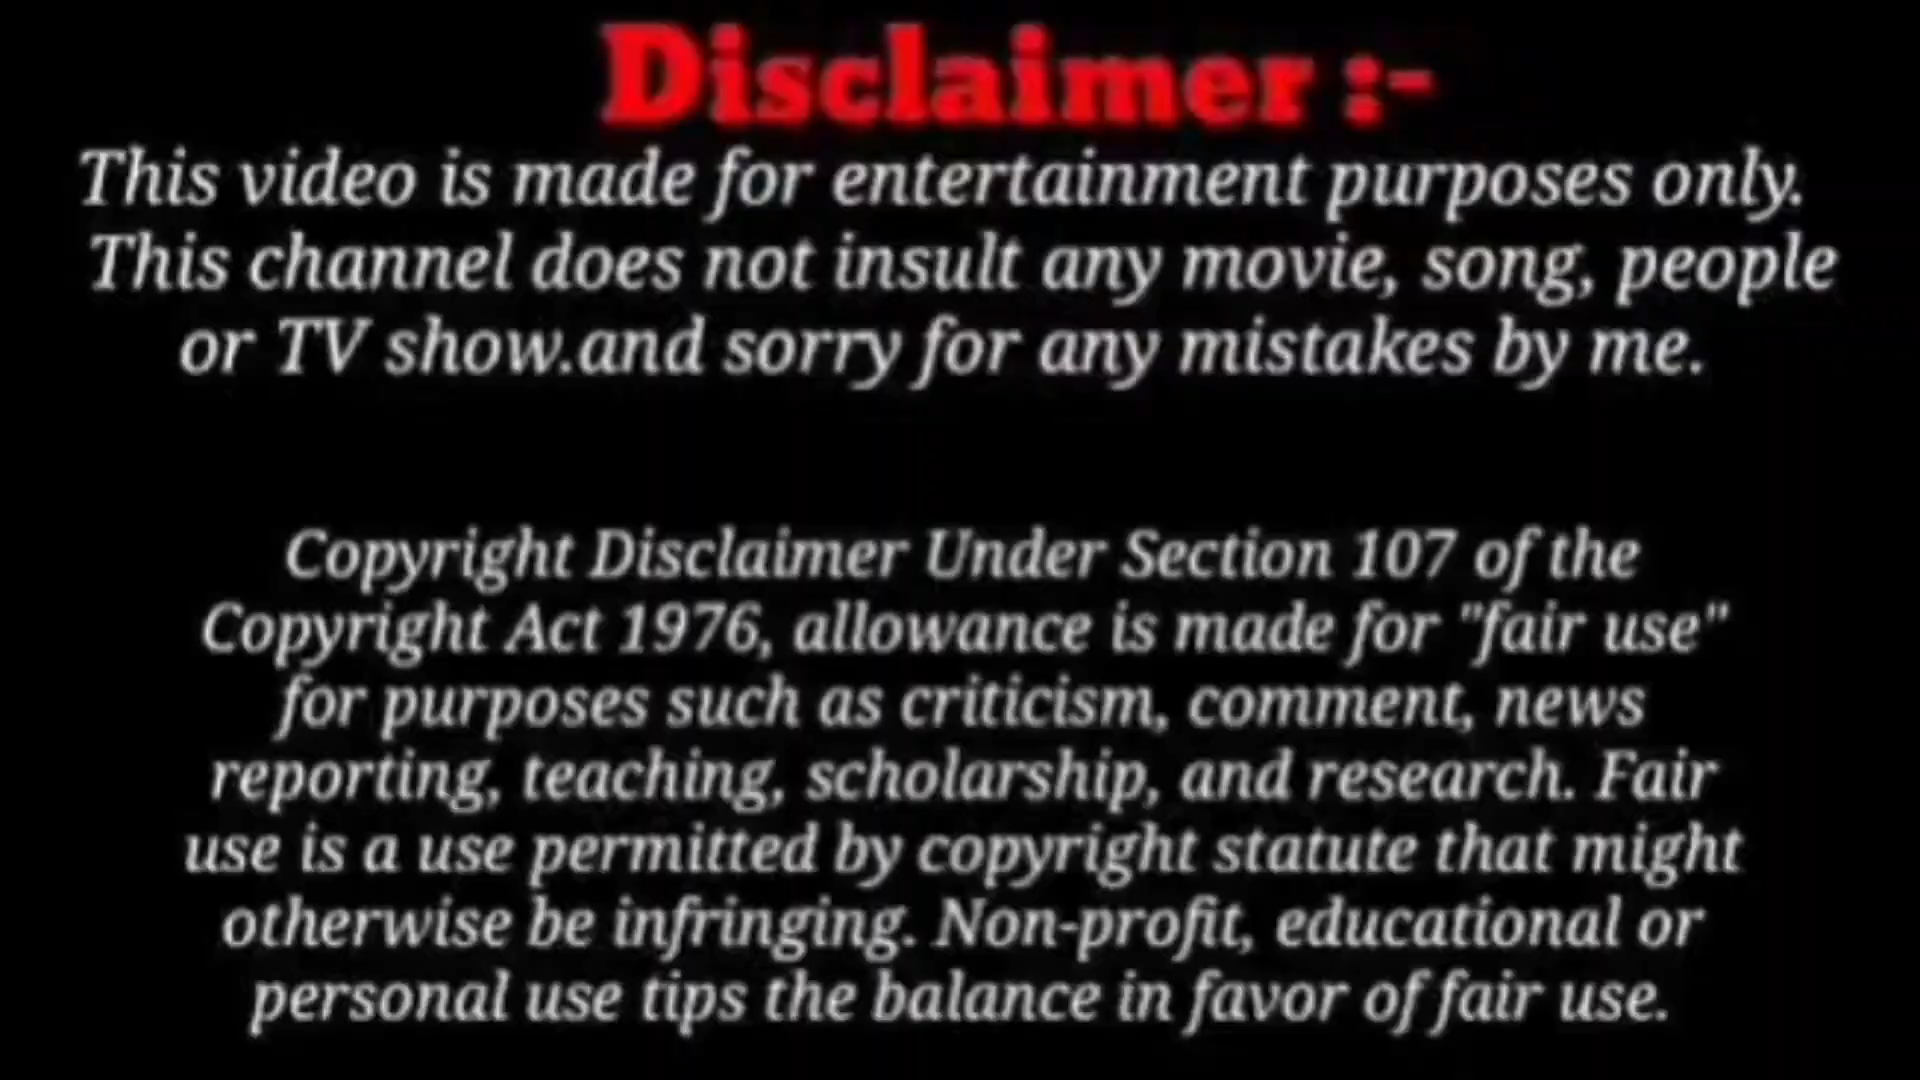 Disclaimer :-
This video is made for entertainment purposes only.
This channel does not insult any movie, song, people
or TV show.and sorry for any mistakes by me.
Copyright Disclaimer Under Section 107 of the
Copyright Act 1976, allowance is made for "fair use"
for purposes such as criticism, comment, news
reporting, teaching, scholarship, and research. Fair
use is a use permitted by copyright statute that might
otherwise be infringing. Non-profit, educational or
personal use tips the balance in favor of fair use.